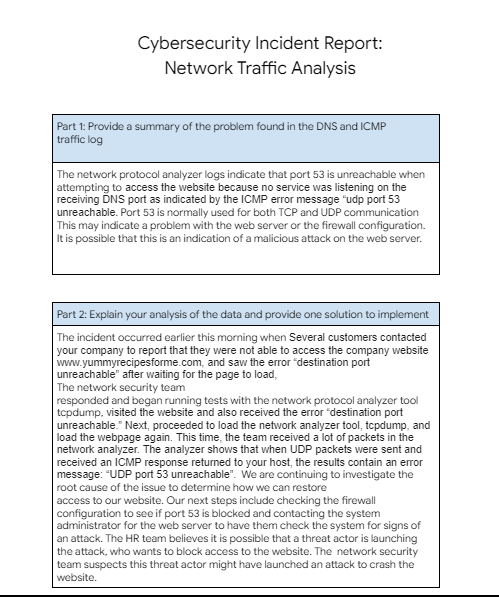 Cybersecurity Incident Report:
Network Traffic Analysis
Part 1: Provide a summary of the problem found in the DNS and ICMP
traffic log
The network protocol analyzer logs indicate that port 53 is unreachable when
attempting to access the website because no service was listening on the
receiving DNS port as indicated by the ICMP error message “udp port 53
unreachable. Port 53 is normally used for both TCP and UDP communication
This may indicate a problem with the web server or the firewall configuration.
It is possible that this is an indication of a malicious attack on the web server.
Part 2: Explain your analysis of the data and provide one solution to implement
The incident occurred earlier this morning when Several customers contacted
your company to report that they were not able to access the company website
www.yummyrecipesforme.com, and saw the error “destination port
unreachable” after waiting for the page to load,
The network security team
responded and began running tests with the network protocol analyzer tool
tcpdump, visited the website and also received the error “destination port
unreachable.” Next, proceeded to load the network analyzer tool, tcpdump, and
load the webpage again. This time, the team received a lot of packets in the
network analyzer. The analyzer shows that when UDP packets were sent and
received an ICMP response returned to your host, the results contain an error
message: “UDP port 53 unreachable”.  We are continuing to investigate the
root cause of the issue to determine how we can restore
access to our website. Our next steps include checking the firewall
configuration to see if port 53 is blocked and contacting the system
administrator for the web server to have them check the system for signs of
an attack. The HR team believes it is possible that a threat actor is launching
the attack, who wants to block access to the website. The  network security
team suspects this threat actor might have launched an attack to crash the
website.